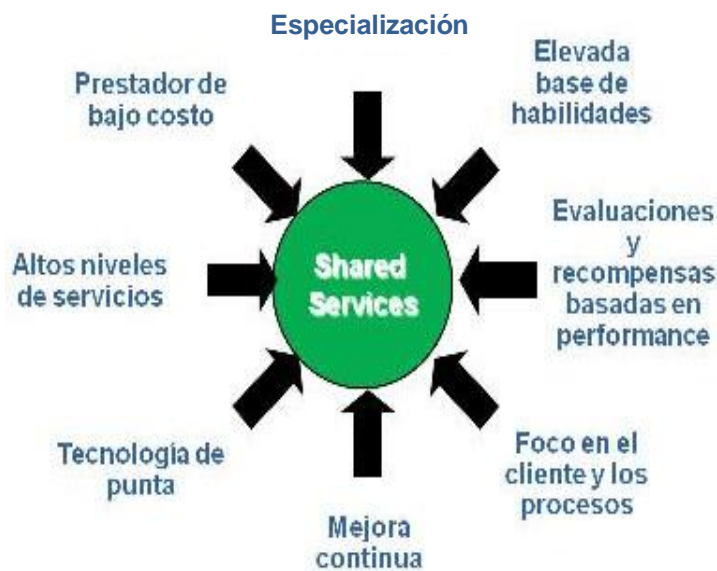 Especialización
Prestador de
bajo costo
Elevada
base de
habilidades
Altos niveles
de servicios
Shared
Services
Evaluaciones
y
recompensas
basadas en
performance
Tecnología de
punta
Mejora
continua
Foco en el
cliente y los
procesos